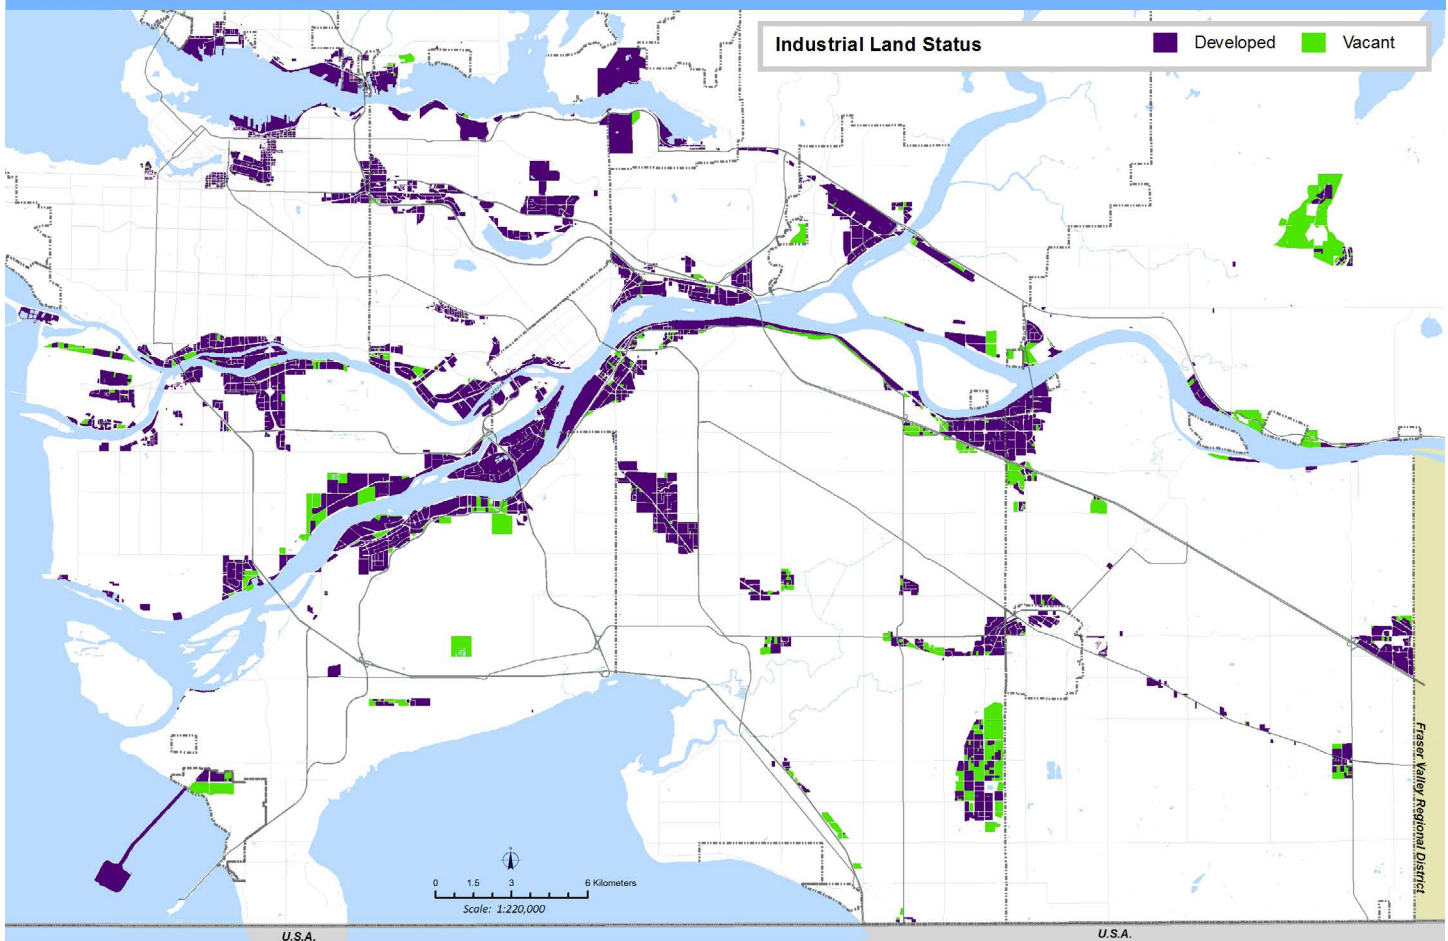 Industrial Land Status
Developed
Vacant
Fraser Valley Regional District
N
0 1.5 3 6 Kilometers
Scale: 1:220,000
U.S.A.
U.S.A.